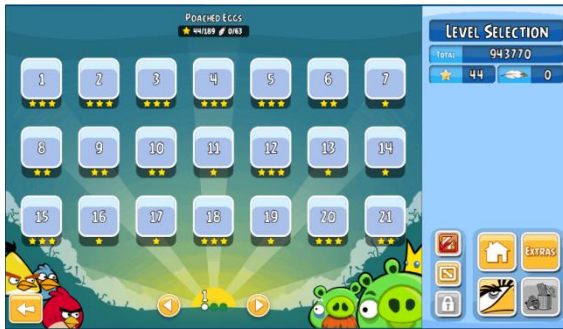 POACHED EGGS
44/189 0/63
LEVEL SELECTION
TOTAL 943770
44 0
1 2 3 4 5 6 7
8 9 10 11 12 13 14
15 16 17 18 19 20 21
EXTRAS
1